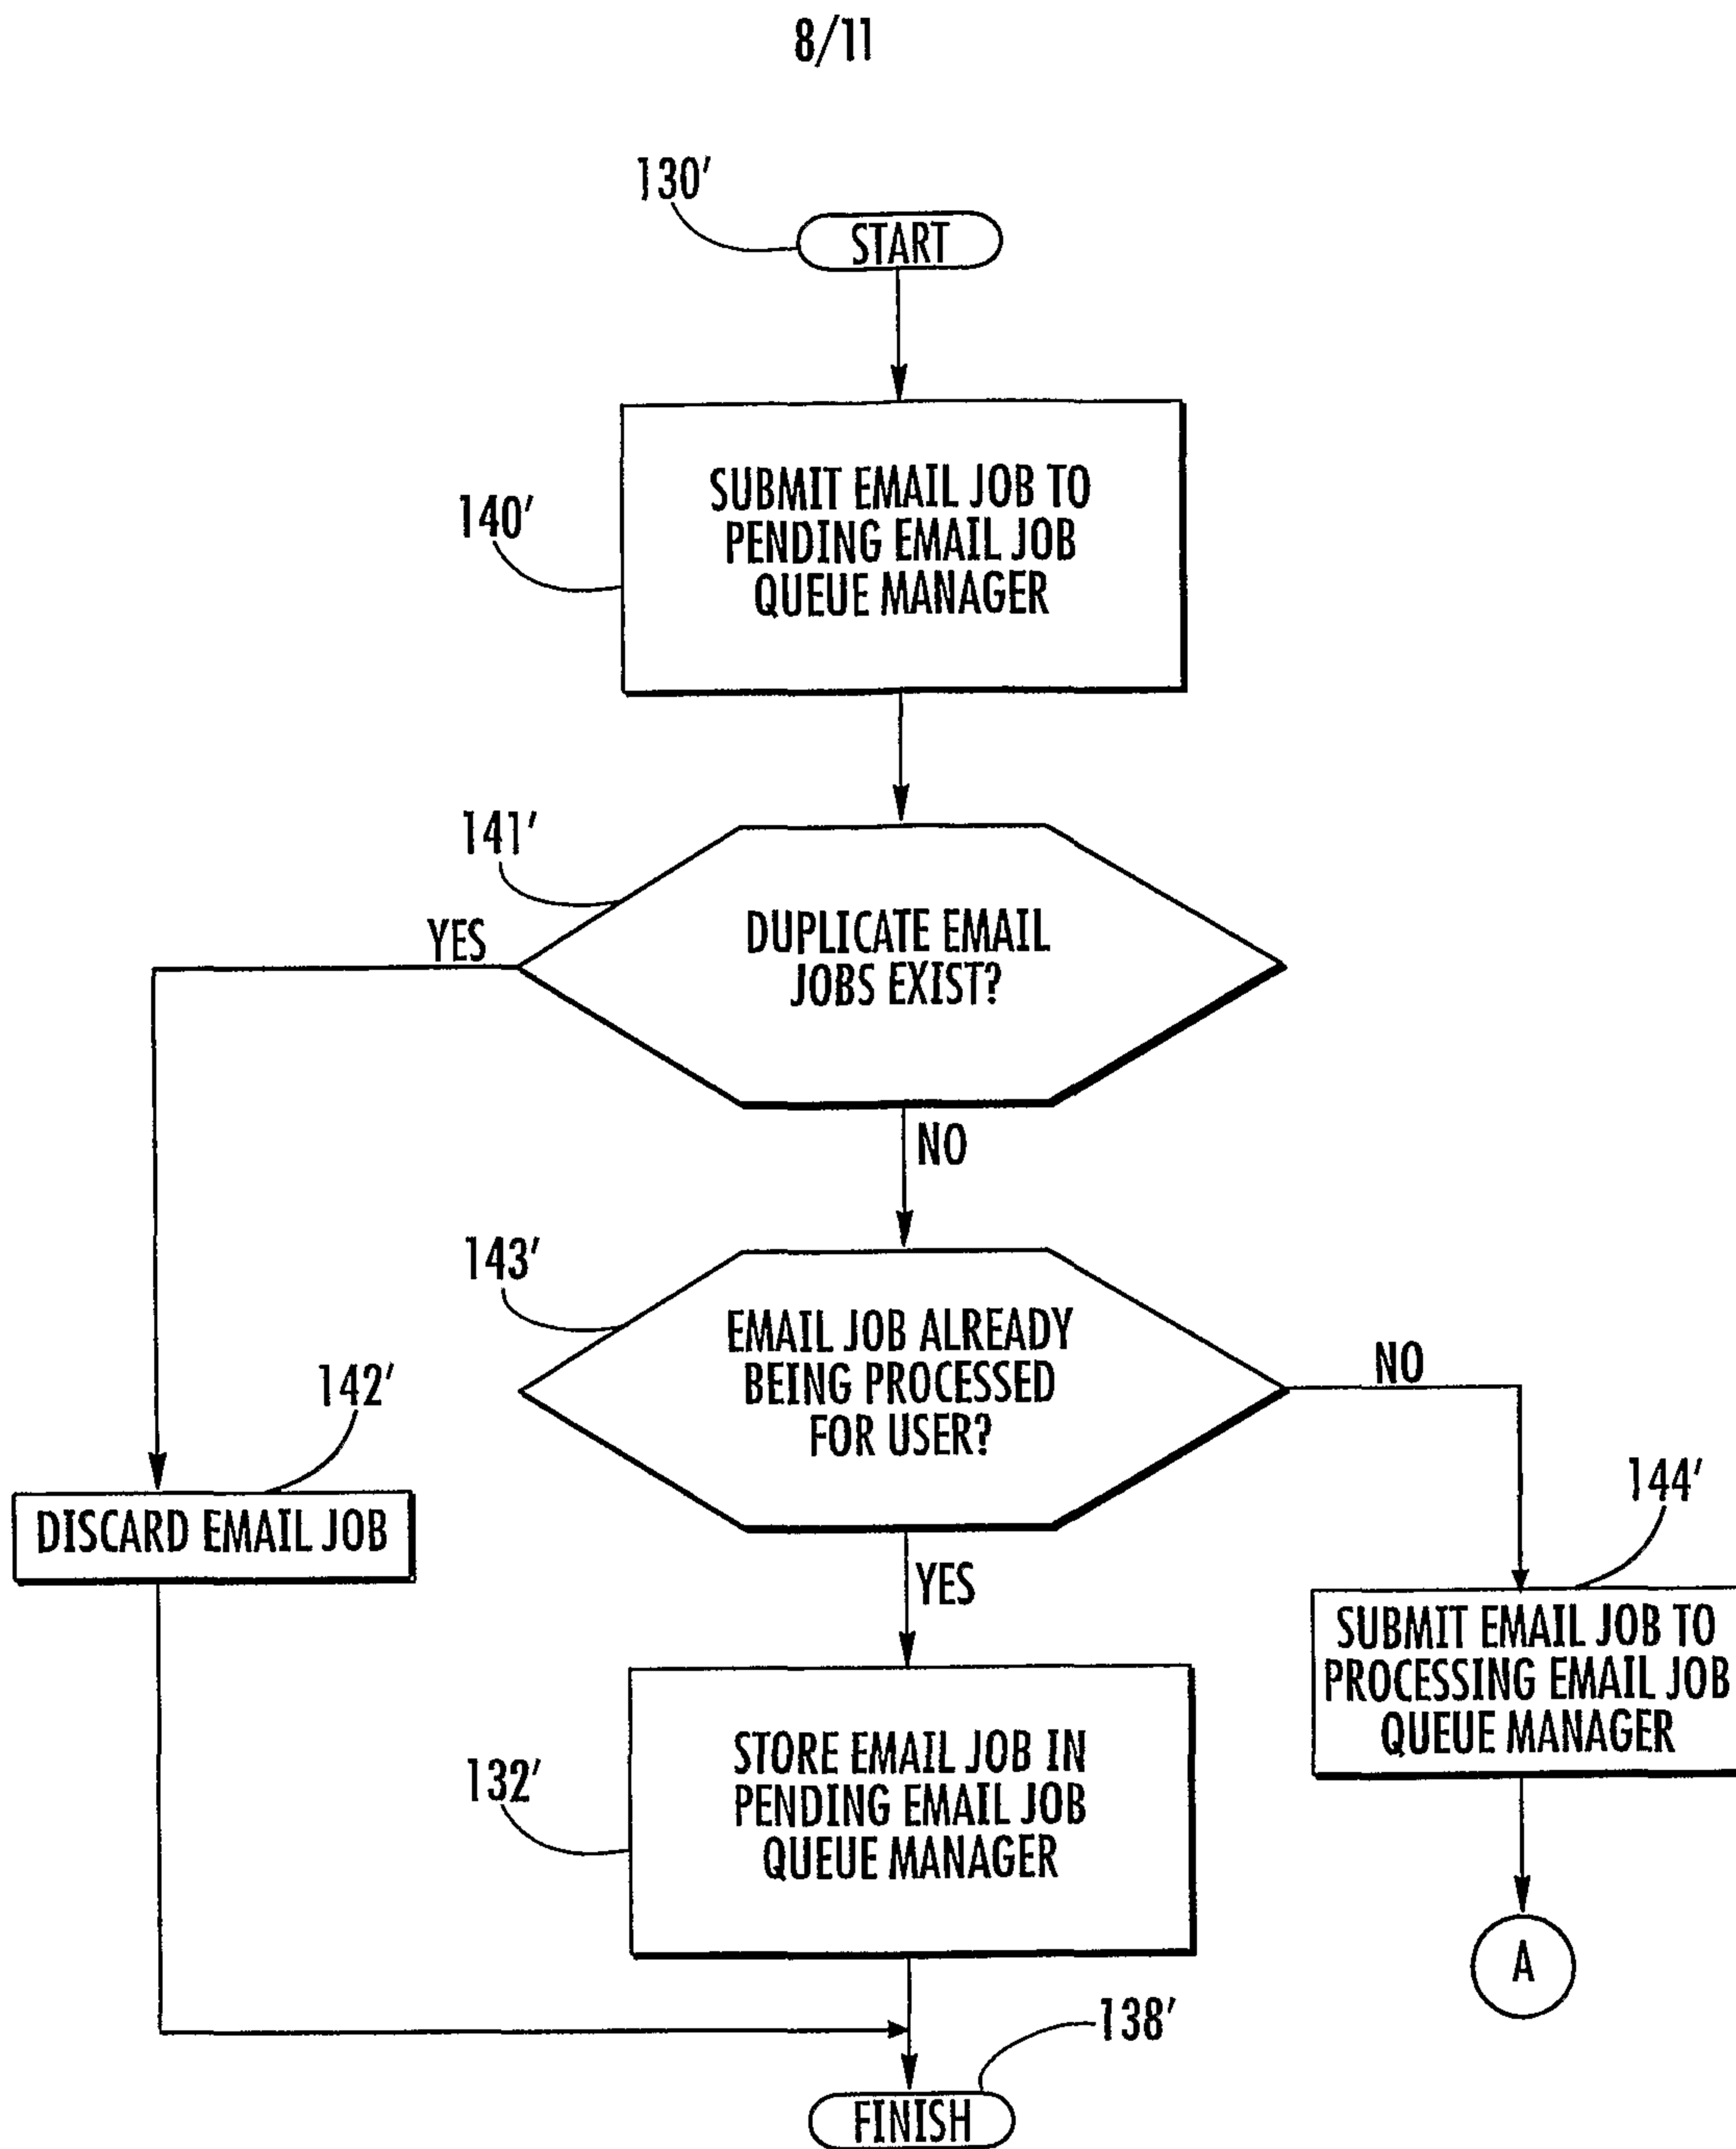 8/11
130'
START
140'
SUBMIT EMAIL JOB TO
PENDING EMAIL JOB
QUEUE MANAGER
141'
YES
DUPLICATE EMAIL
JOBS EXIST?
NO
143'
EMAIL JOB ALREADY
BEING PROCESSED
FOR USER?
NO
142'
DISCARD EMAIL JOB
YES
144'
SUBMIT EMAIL JOB TO
PROCESSING EMAIL JOB
QUEUE MANAGER
132'
STORE EMAIL JOB IN
PENDING EMAIL JOB
QUEUE MANAGER
A
138'
FINISH